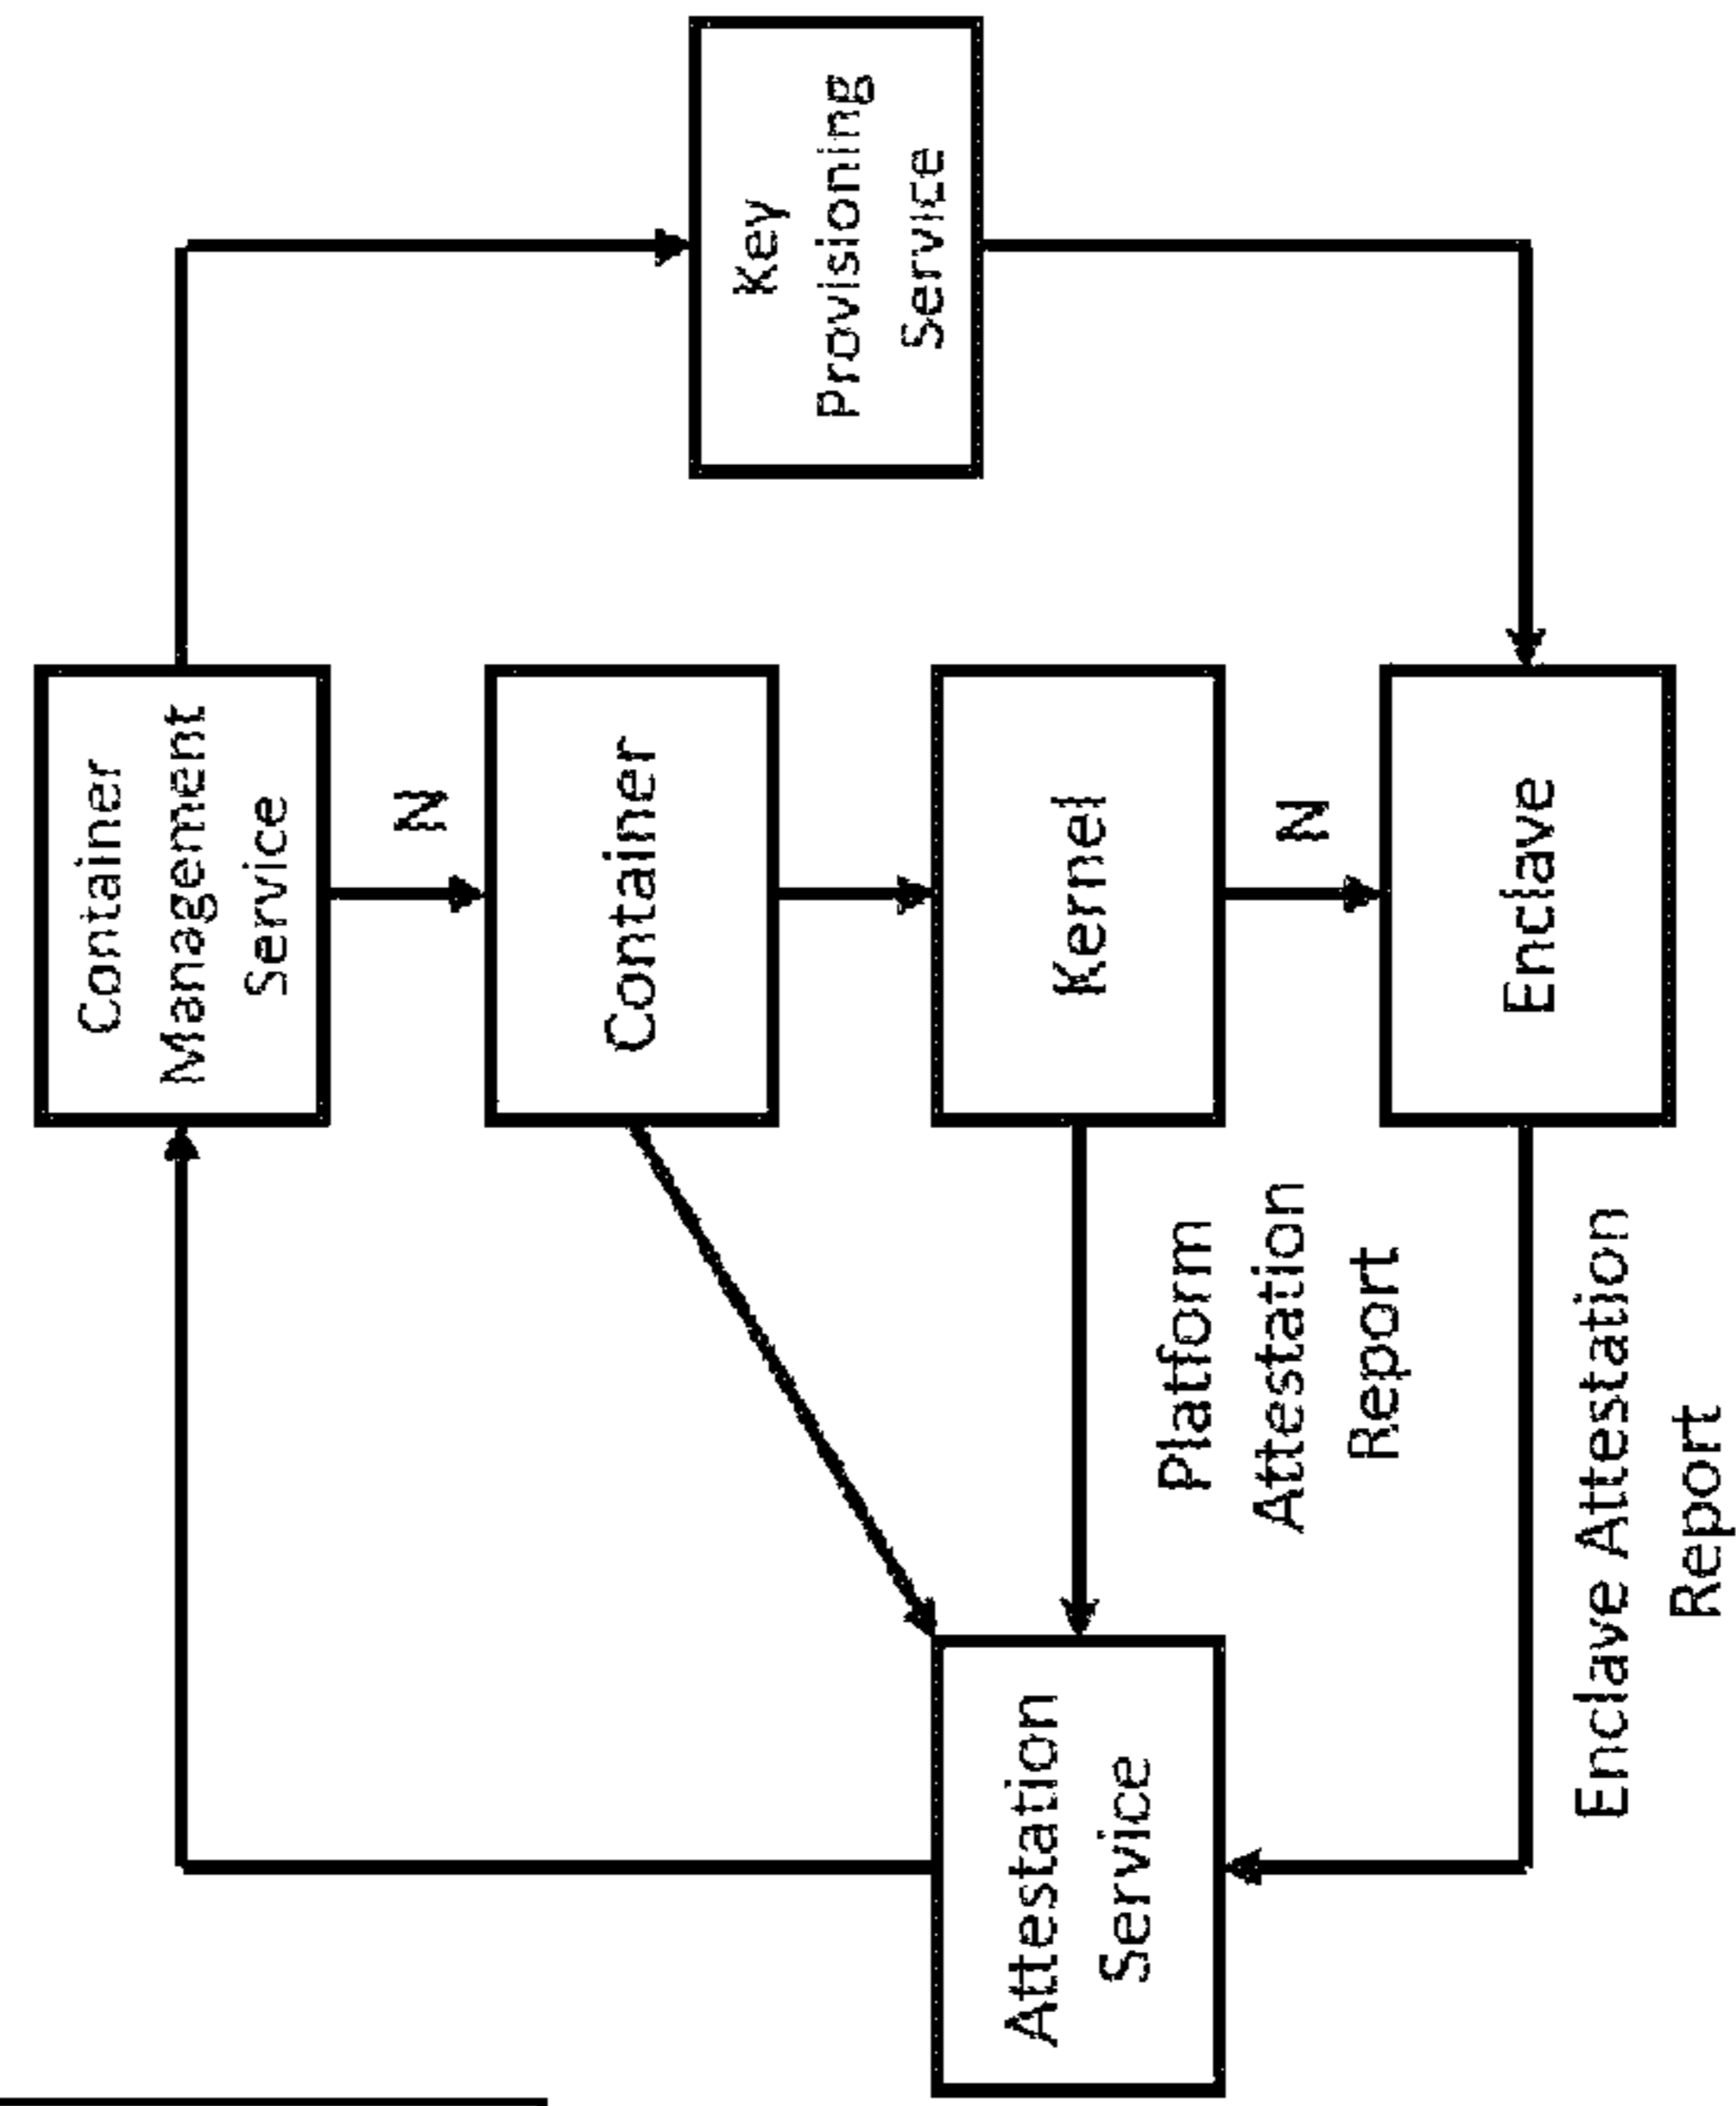 Container
Management
Service
N
Container
Kernel
N
Enclave
Key
Provisioning
Service
Attestation
Service
Platform
Attestation
Report
Enclave Attestation
Report